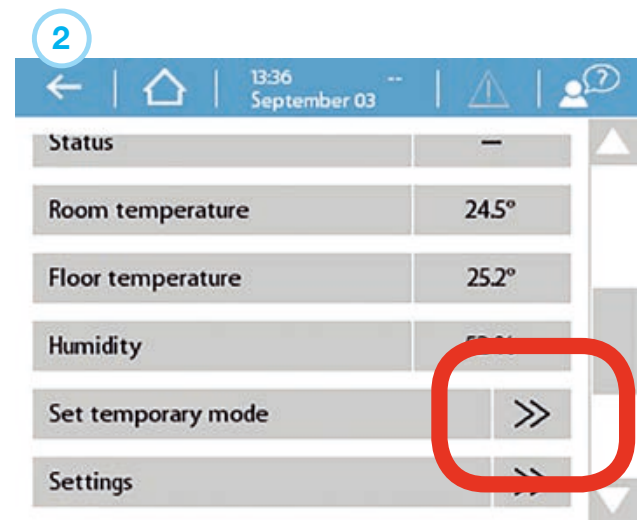 2
13:36 --
September 03
?
Status –
Room temperature 24.5°
Floor temperature 25.2°
Humidity
Set temporary mode >>
Settings >>